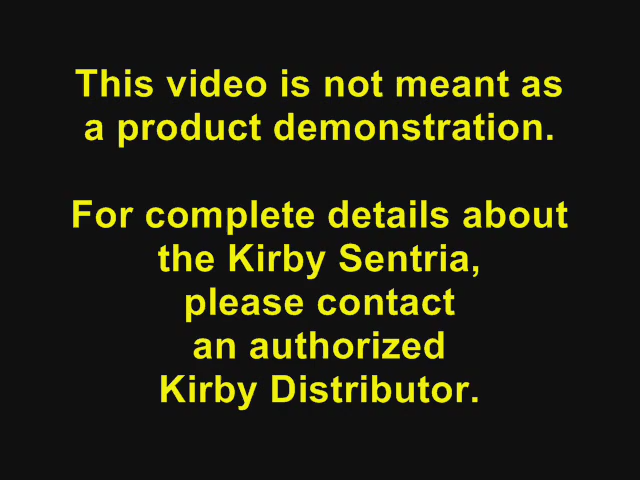 This video is not meant as
a product demonstration.
For complete details about
the Kirby Sentria,
please contact
an authorized
Kirby Distributor.